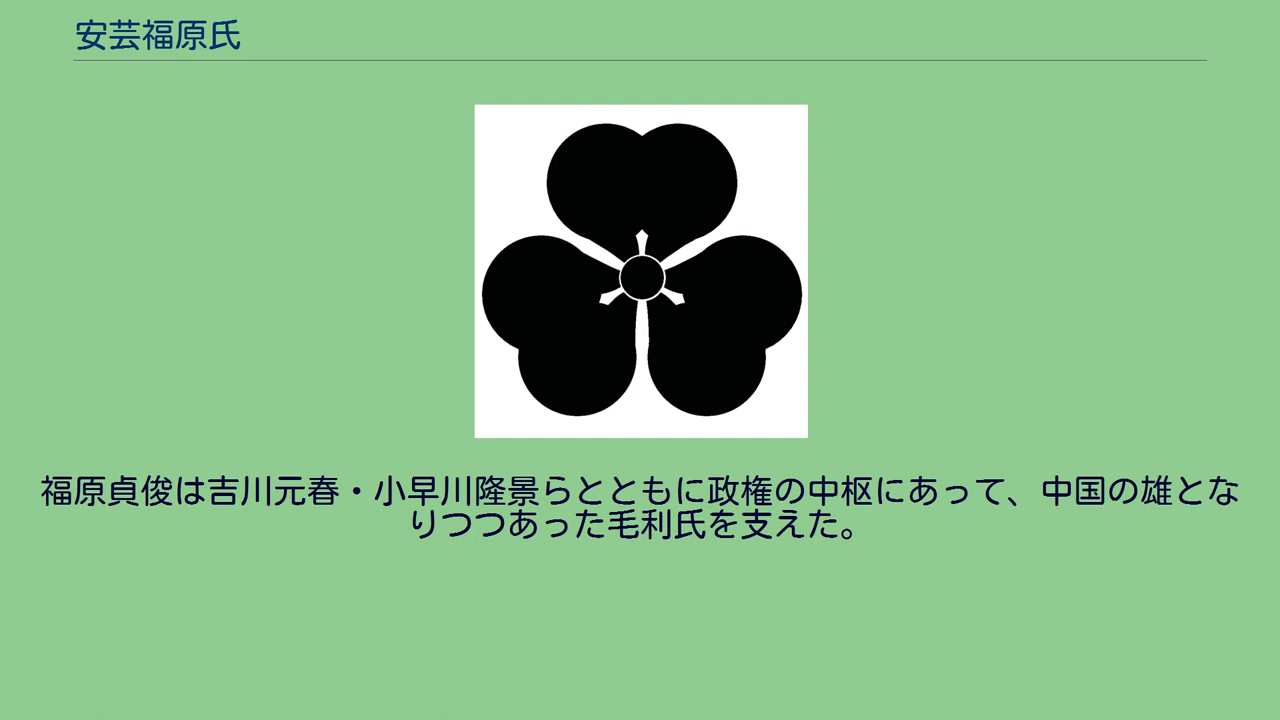 安芸福原氏
福原貞俊は吉川元春・小早川隆景らとともに政権の中枢にあって、中国の雄とな
りつつあった毛利氏を支えた。